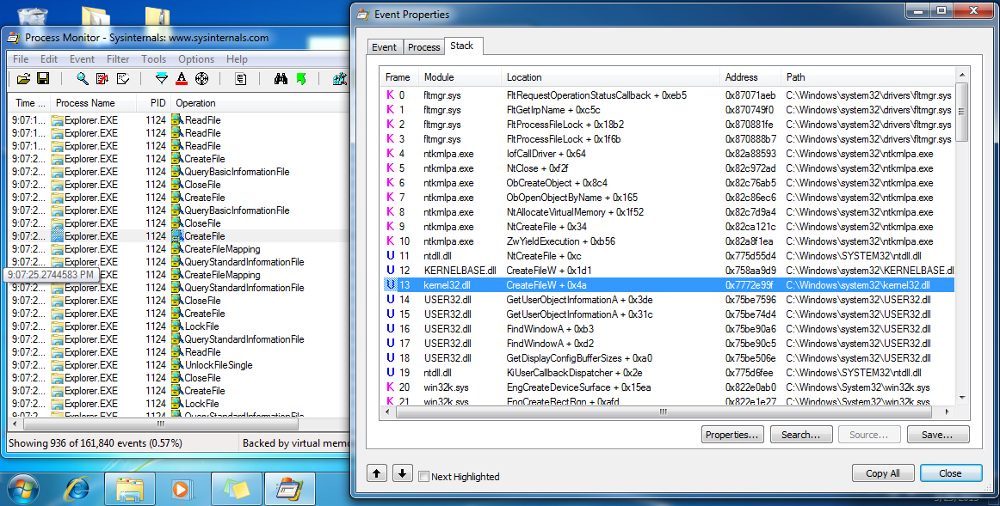 Process Monitor - Sysinternals: www.sysinternals.com
File Edit Event Filter Tools Options Help
Time ... Process Name PID Operation
9:07:1... Explorer.EXE 1124 ReadFile
9:07:1... Explorer.EXE 1124 ReadFile
9:07:1... Explorer.EXE 1124 ReadFile
9:07:2... Explorer.EXE 1124 CreateFile
9:07:2... Explorer.EXE 1124 QueryBasicInformationFile
9:07:2... Explorer.EXE 1124 CloseFile
9:07:2... Explorer.EXE 1124 CreateFile
9:07:2... Explorer.EXE 1124 QueryBasicInformationFile
9:07:2... Explorer.EXE 1124 CloseFile
9:07:2... Explorer.EXE 1124 CreateFile
9:07:2... Explorer.EXE 1124 CreateFileMapping
9:07:2... Explorer.EXE 1124 QueryStandardInformationFile
9:07:25.2744583 PM Explorer.EXE 1124 CreateFileMapping
9:07:2... Explorer.EXE 1124 QueryStandardInformationFile
9:07:2... Explorer.EXE 1124 CloseFile
9:07:2... Explorer.EXE 1124 CreateFile
9:07:2... Explorer.EXE 1124 LockFile
9:07:2... Explorer.EXE 1124 QueryStandardInformationFile
9:07:2... Explorer.EXE 1124 ReadFile
9:07:2... Explorer.EXE 1124 UnlockFileSingle
9:07:2... Explorer.EXE 1124 CloseFile
9:07:2... Explorer.EXE 1124 CreateFile
9:07:2... Explorer.EXE 1124 LockFile
9:07:2... Explorer.EXE 1124 QueryStandardInformationFile
Showing 936 of 161,840 events (0.57%) Backed by virtual memo
Event Properties
Event Process Stack
Frame Module Location Address Path
K 0 fltmgr.sys FltRequestOperationStatusCallback + 0xeb5 0x87071aeb C:\Windows\system32\drivers\fltmgr.sys
K 1 fltmgr.sys FltGetIrpName + 0xc5c 0x870749f0 C:\Windows\system32\drivers\fltmgr.sys
K 2 fltmgr.sys FltProcessFileLock + 0x18b2 0x870881fe C:\Windows\system32\drivers\fltmgr.sys
K 3 fltmgr.sys FltProcessFileLock + 0x1f6b 0x870888b7 C:\Windows\system32\drivers\fltmgr.sys
K 4 ntkrnlpa.exe IofCallDriver + 0x64 0x82a88593 C:\Windows\system32\ntkrnlpa.exe
K 5 ntkrnlpa.exe NtClose + 0xf2f 0x82c972ad C:\Windows\system32\ntkrnlpa.exe
K 6 ntkrnlpa.exe ObCreateObject + 0x8c4 0x82c76ab5 C:\Windows\system32\ntkrnlpa.exe
K 7 ntkrnlpa.exe ObOpenObjectByName + 0x165 0x82c86ec6 C:\Windows\system32\ntkrnlpa.exe
K 8 ntkrnlpa.exe NtAllocateVirtualMemory + 0x1f52 0x82c7d9a4 C:\Windows\system32\ntkrnlpa.exe
K 9 ntkrnlpa.exe NtCreateFile + 0x34 0x82ca121c C:\Windows\system32\ntkrnlpa.exe
K 10 ntkrnlpa.exe ZwYieldExecution + 0xb56 0x82a8f1ea C:\Windows\system32\ntkrnlpa.exe
U 11 ntdll.dll NtCreateFile + 0xc 0x775d55d4 C:\Windows\SYSTEM32\ntdll.dll
U 12 KERNELBASE.dll CreateFileW + 0x1d1 0x758aa9d9 C:\Windows\system32\KERNELBASE.dl
U 13 kernel32.dll CreateFileW + 0x4a 0x7772e99f C:\Windows\system32\kernel32.dll
U 14 USER32.dll GetUserObjectInformationA + 0x3de 0x75be7596 C:\Windows\system32\USER32.dll
U 15 USER32.dll GetUserObjectInformationA + 0x31c 0x75be74d4 C:\Windows\system32\USER32.dll
U 16 USER32.dll FindWindowA + 0xb3 0x75be90a6 C:\Windows\system32\USER32.dll
U 17 USER32.dll FindWindowA + 0xd2 0x75be90c5 C:\Windows\system32\USER32.dll
U 18 USER32.dll GetDisplayConfigBufferSizes + 0xa0 0x75be506e C:\Windows\system32\USER32.dll
U 19 ntdll.dll KiUserCallbackDispatcher + 0x2e 0x775d6fee C:\Windows\SYSTEM32\ntdll.dll
K 20 win32k.sys EngCreateDeviceSurface + 0x15ea 0x822e0ab0 C:\Windows\System32\win32k.sys
K 21 win32k.sys EngCreateRectRgn + 0xafd 0x822e1e27 C:\Windows\System32\win32k.sys
Properties... Search... Source... Save...
Next Highlighted Copy All Close